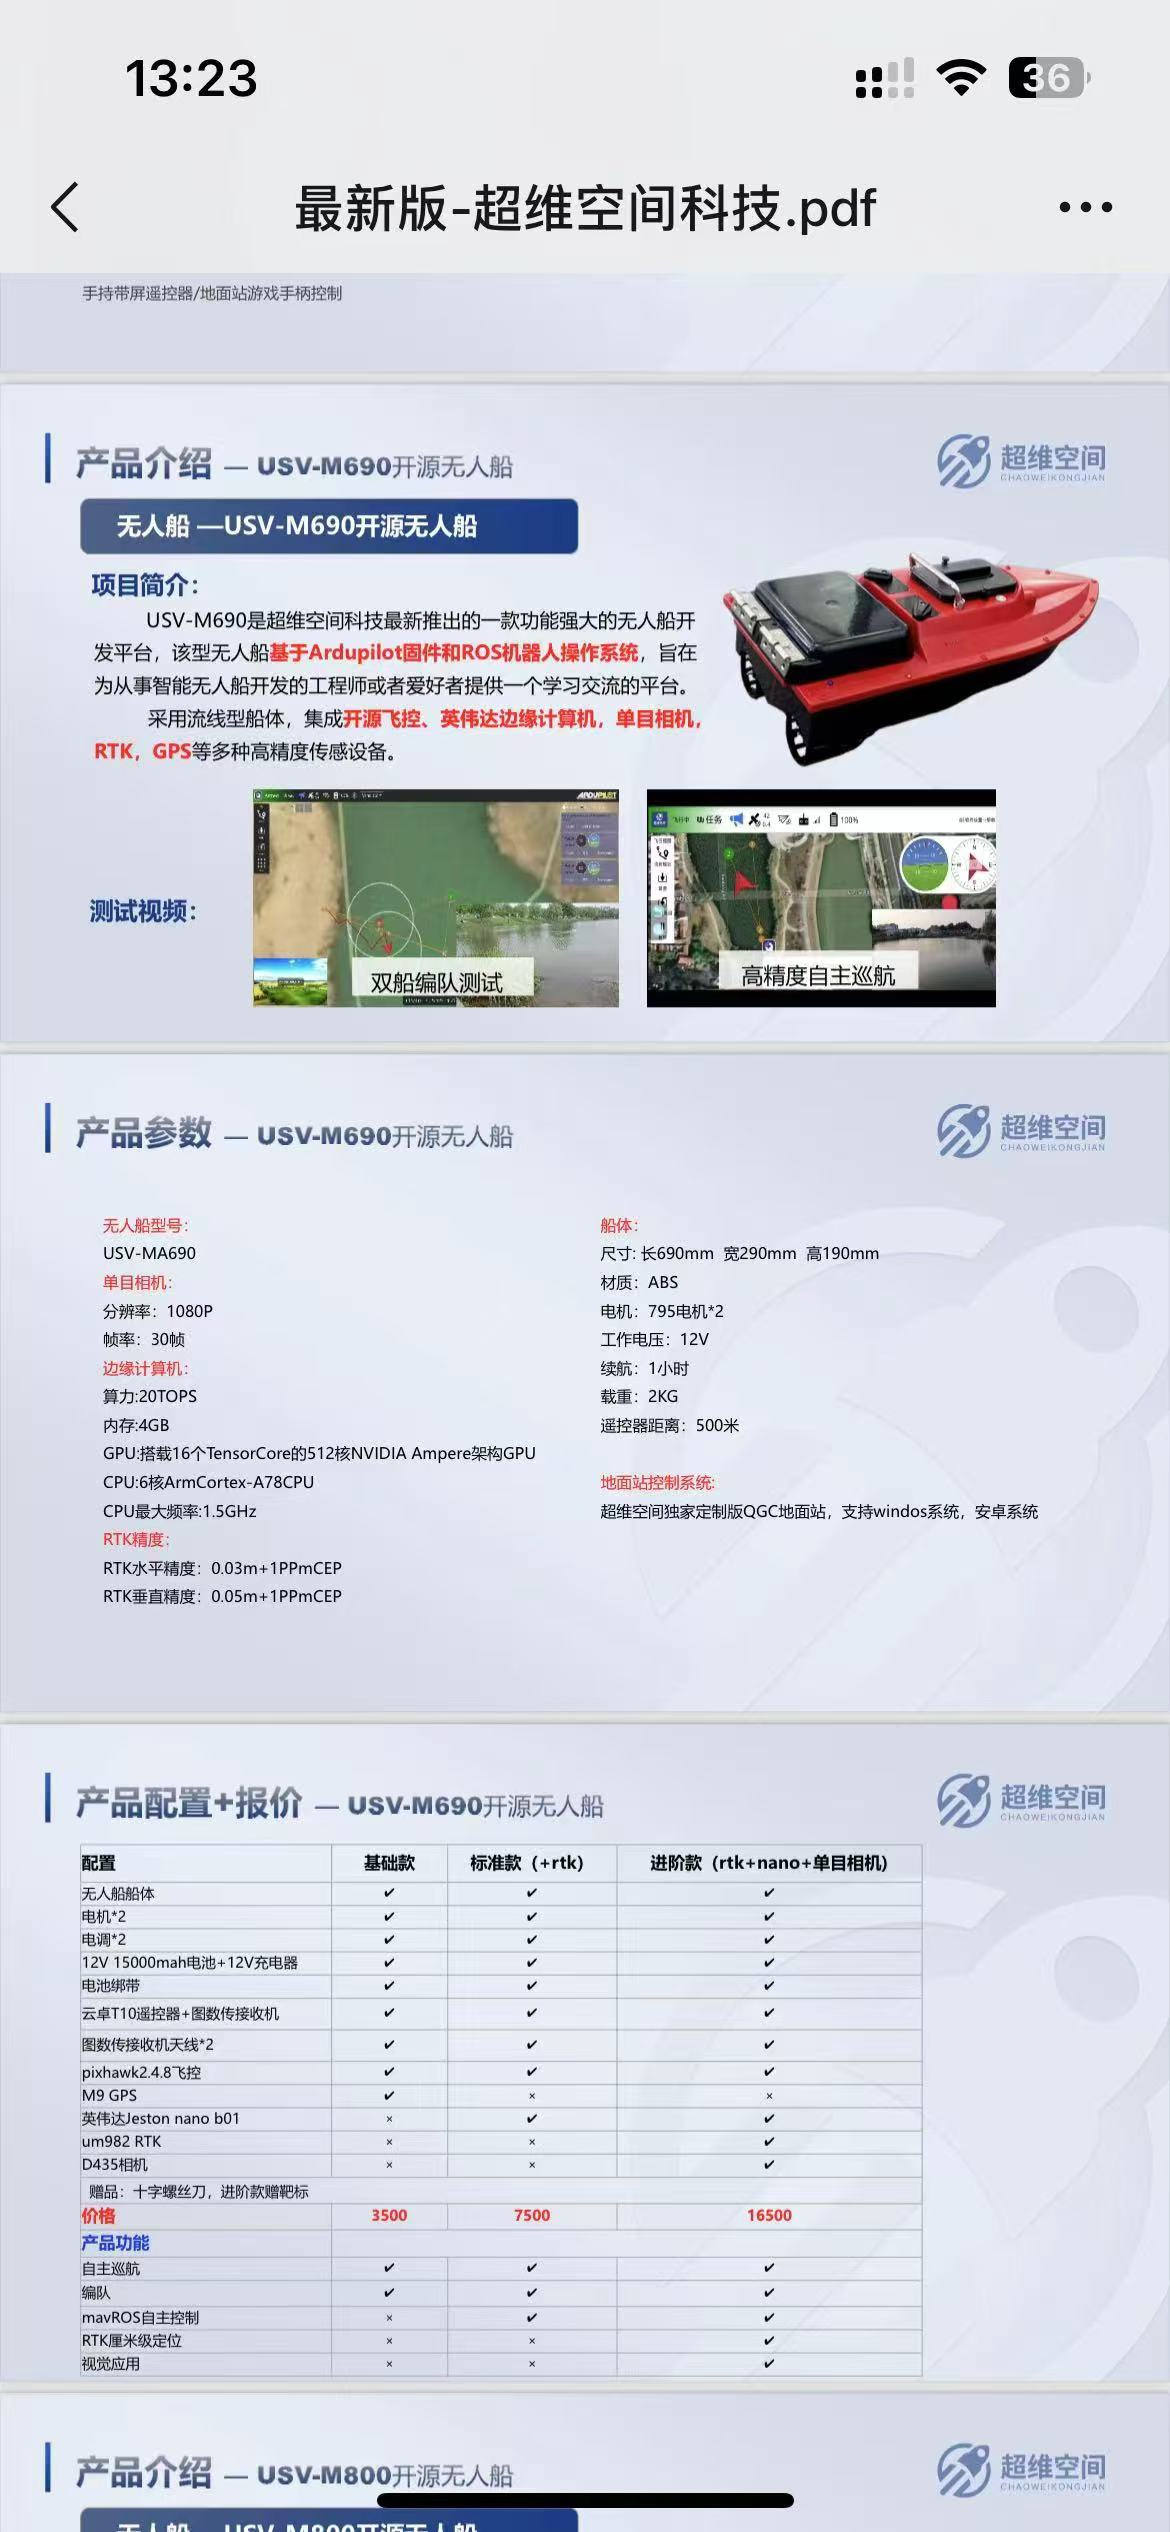 13:23
36
最新版-超维空间科技.pdf
手持带屏遥控器/地面站游戏手柄控制
产品介绍 — USV-M690开源无人船
超维空间
CHAOWEIKONGJIAN
无人船 —USV-M690开源无人船
项目简介：
USV-M690是超维空间科技最新推出的一款功能强大的无人船开
发平台，该型无人船基于Ardupilot固件和ROS机器人操作系统，旨在
为从事智能无人船开发的工程师或者爱好者提供一个学习交流的平台。
采用流线型船体，集成开源飞控、英伟达边缘计算机，单目相机，
RTK，GPS等多种高精度传感设备。
测试视频：
ARDUPILOT
双船编队测试
任务
100%
高精度自主巡航
产品参数 — USV-M690开源无人船
超维空间
CHAOWEIKONGJIAN
无人船型号：
USV-MA690
单目相机：
分辨率：1080P
帧率：30帧
边缘计算机：
算力:20TOPS
内存:4GB
GPU:搭载16个TensorCore的512核NVIDIA Ampere架构GPU
CPU:6核ArmCortex-A78CPU
CPU最大频率:1.5GHz
RTK精度：
RTK水平精度：0.03m+1PPmCEP
RTK垂直精度：0.05m+1PPmCEP
船体：
尺寸: 长690mm 宽290mm 高190mm
材质：ABS
电机：795电机*2
工作电压：12V
续航：1小时
载重：2KG
遥控器距离：500米
地面站控制系统:
超维空间独家定制版QGC地面站，支持windos系统，安卓系统
产品配置+报价 — USV-M690开源无人船
超维空间
CHAOWEIKONGJIAN
配置 基础款 标准款（+rtk） 进阶款（rtk+nano+单目相机）
无人船船体 ✓ ✓ ✓
电机*2 ✓ ✓ ✓
电调*2 ✓ ✓ ✓
12V 15000mah电池+12V充电器 ✓ ✓ ✓
电池绑带 ✓ ✓ ✓
云卓T10遥控器+图数传接收机 ✓ ✓ ✓
图数传接收机天线*2 ✓ ✓ ✓
pixhawk2.4.8飞控 ✓ ✓ ✓
M9 GPS ✓ × ×
英伟达Jeston nano b01 × ✓ ✓
um982 RTK × × ✓
D435相机 × × ✓
赠品：十字螺丝刀，进阶款赠靶标
价格 3500 7500 16500
产品功能
自主巡航 ✓ ✓ ✓
编队 ✓ ✓ ✓
mavROS自主控制 × ✓ ✓
RTK厘米级定位 × × ✓
视觉应用 × × ✓
产品介绍 — USV-M800开源无人船
超维空间
CHAOWEIKONGJIAN
无人船 —USV-M800开源无人船